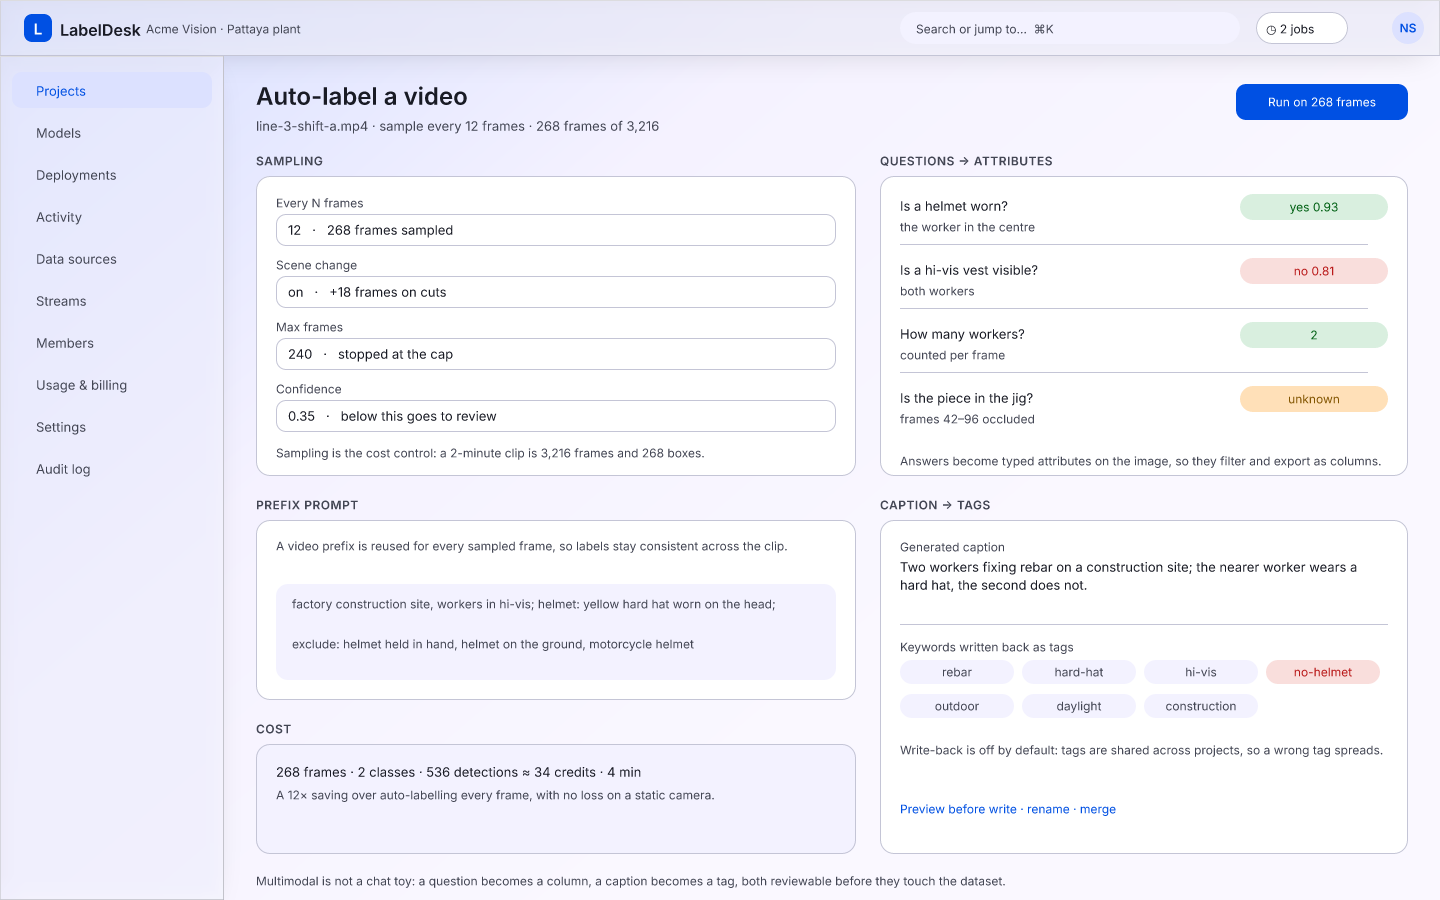 L LabelDesk Acme Vision · Pattaya plant
Search or jump to... ⌘K
◷ 2 jobs
NS
Projects
Models
Deployments
Activity
Data sources
Streams
Members
Usage & billing
Settings
Audit log
Auto-label a video
line-3-shift-a.mp4 · sample every 12 frames · 268 frames of 3,216
Run on 268 frames
SAMPLING
Every N frames
12 · 268 frames sampled
Scene change
on · +18 frames on cuts
Max frames
240 · stopped at the cap
Confidence
0.35 · below this goes to review
Sampling is the cost control: a 2-minute clip is 3,216 frames and 268 boxes.
QUESTIONS → ATTRIBUTES
Is a helmet worn?
the worker in the centre
yes 0.93
Is a hi-vis vest visible?
both workers
no 0.81
How many workers?
counted per frame
2
Is the piece in the jig?
frames 42–96 occluded
unknown
Answers become typed attributes on the image, so they filter and export as columns.
PREFIX PROMPT
A video prefix is reused for every sampled frame, so labels stay consistent across the clip.
factory construction site, workers in hi-vis; helmet: yellow hard hat worn on the head;
exclude: helmet held in hand, helmet on the ground, motorcycle helmet
COST
268 frames · 2 classes · 536 detections ≈ 34 credits · 4 min
A 12× saving over auto-labelling every frame, with no loss on a static camera.
CAPTION → TAGS
Generated caption
Two workers fixing rebar on a construction site; the nearer worker wears a
hard hat, the second does not.
Keywords written back as tags
rebar hard-hat hi-vis no-helmet
outdoor daylight construction
Write-back is off by default: tags are shared across projects, so a wrong tag spreads.
Preview before write · rename · merge
Multimodal is not a chat toy: a question becomes a column, a caption becomes a tag, both reviewable before they touch the dataset.